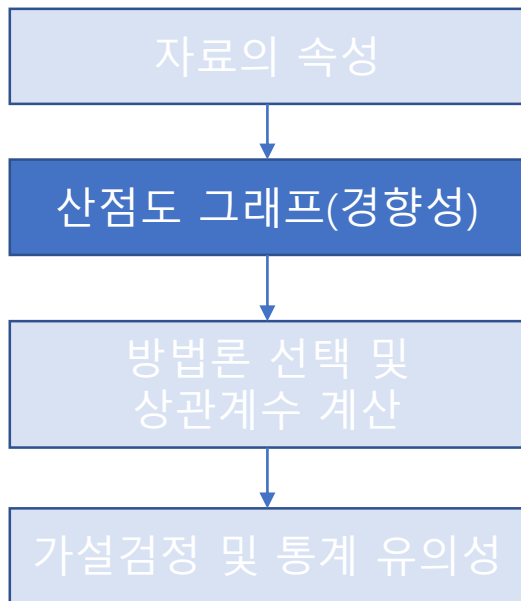 자료의 속성
산점도 그래프(경향성)
방법론 선택 및
상관계수 계산
가설검정 및 통계 유의성